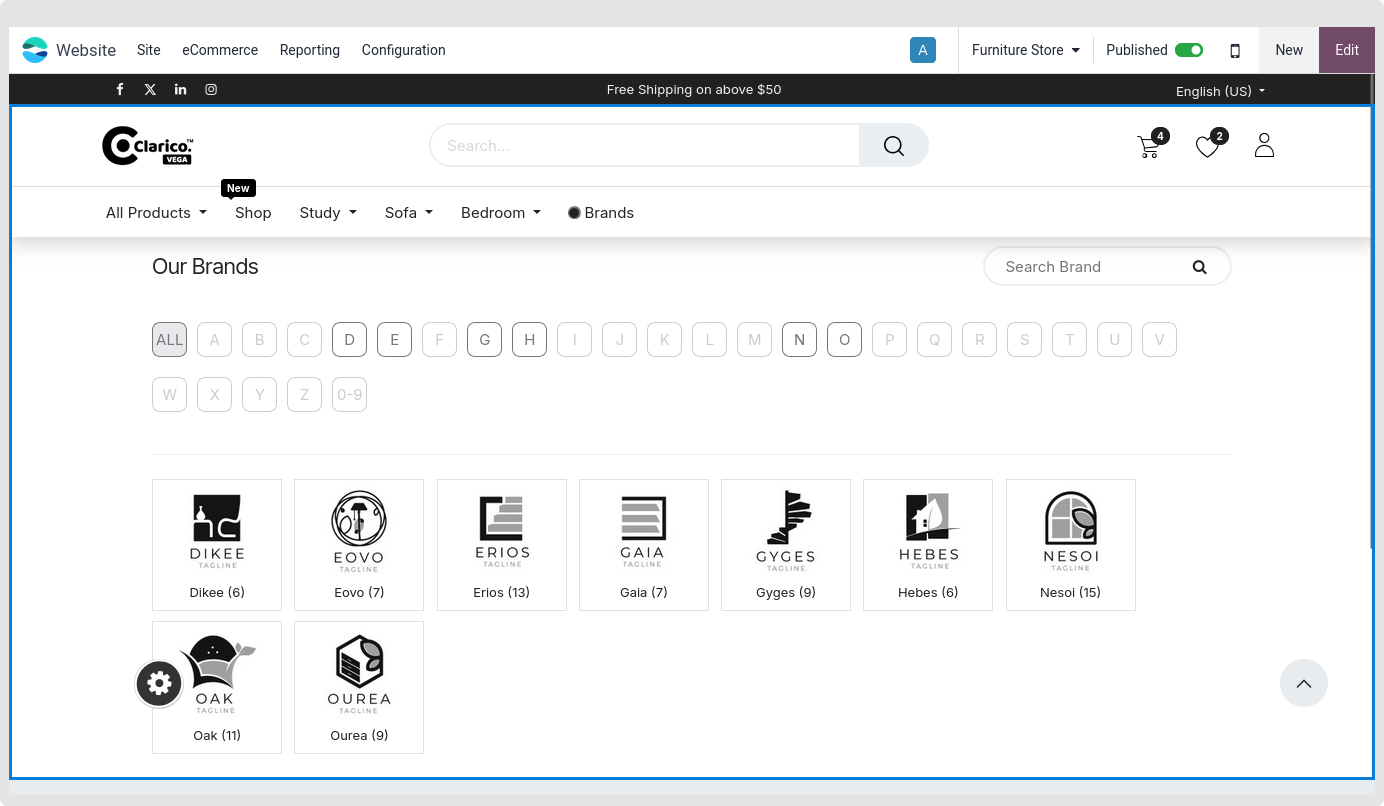 Website Site eCommerce Reporting Configuration A Furniture Store Published New Edit
Free Shipping on above $50 English (US)
Clarico.™ VEGA Search... 4 2
New
All Products Shop Study Sofa Bedroom Brands
Our Brands Search Brand
ALL A B C D E F G H I J K L M N O P Q R S T U V
W X Y Z 0-9
DIKEE EOVO ERIOS GAIA GYGES HEBES NESOI
TAGLINE TAGLINE TAGLINE TAGLINE TAGLINE TAGLINE TAGLINE
Dikee (6) Eovo (7) Erios (13) Gaia (7) Gyges (9) Hebes (6) Nesoi (15)
OAK OUREA
TAGLINE TAGLINE
Oak (11) Ourea (9)